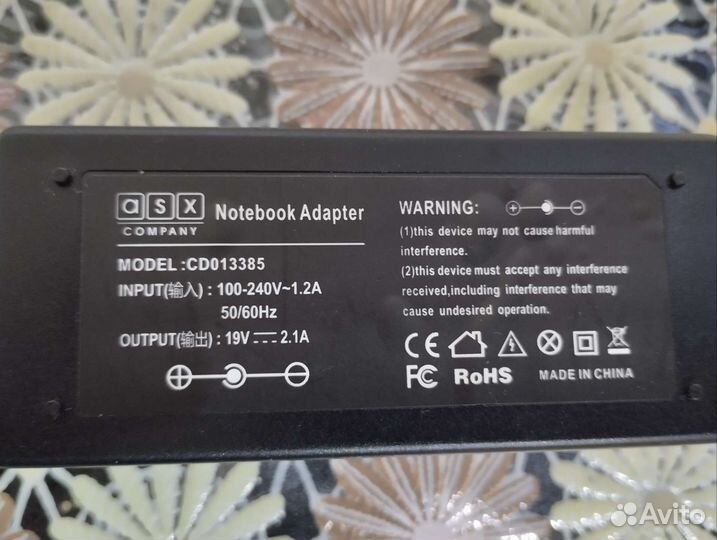 asx
COMPANY
Notebook Adapter
MODEL :CD013385
INPUT(输入) : 100-240V~1.2A
50/60Hz
OUTPUT(输出) : 19V⎓2.1A
WARNING:
(1)this device may not cause harmful
interference.
(2)this device must accept any interference
received,including interference that may
cause undesired operation.
CE
FC RoHS MADE IN CHINA
Avito